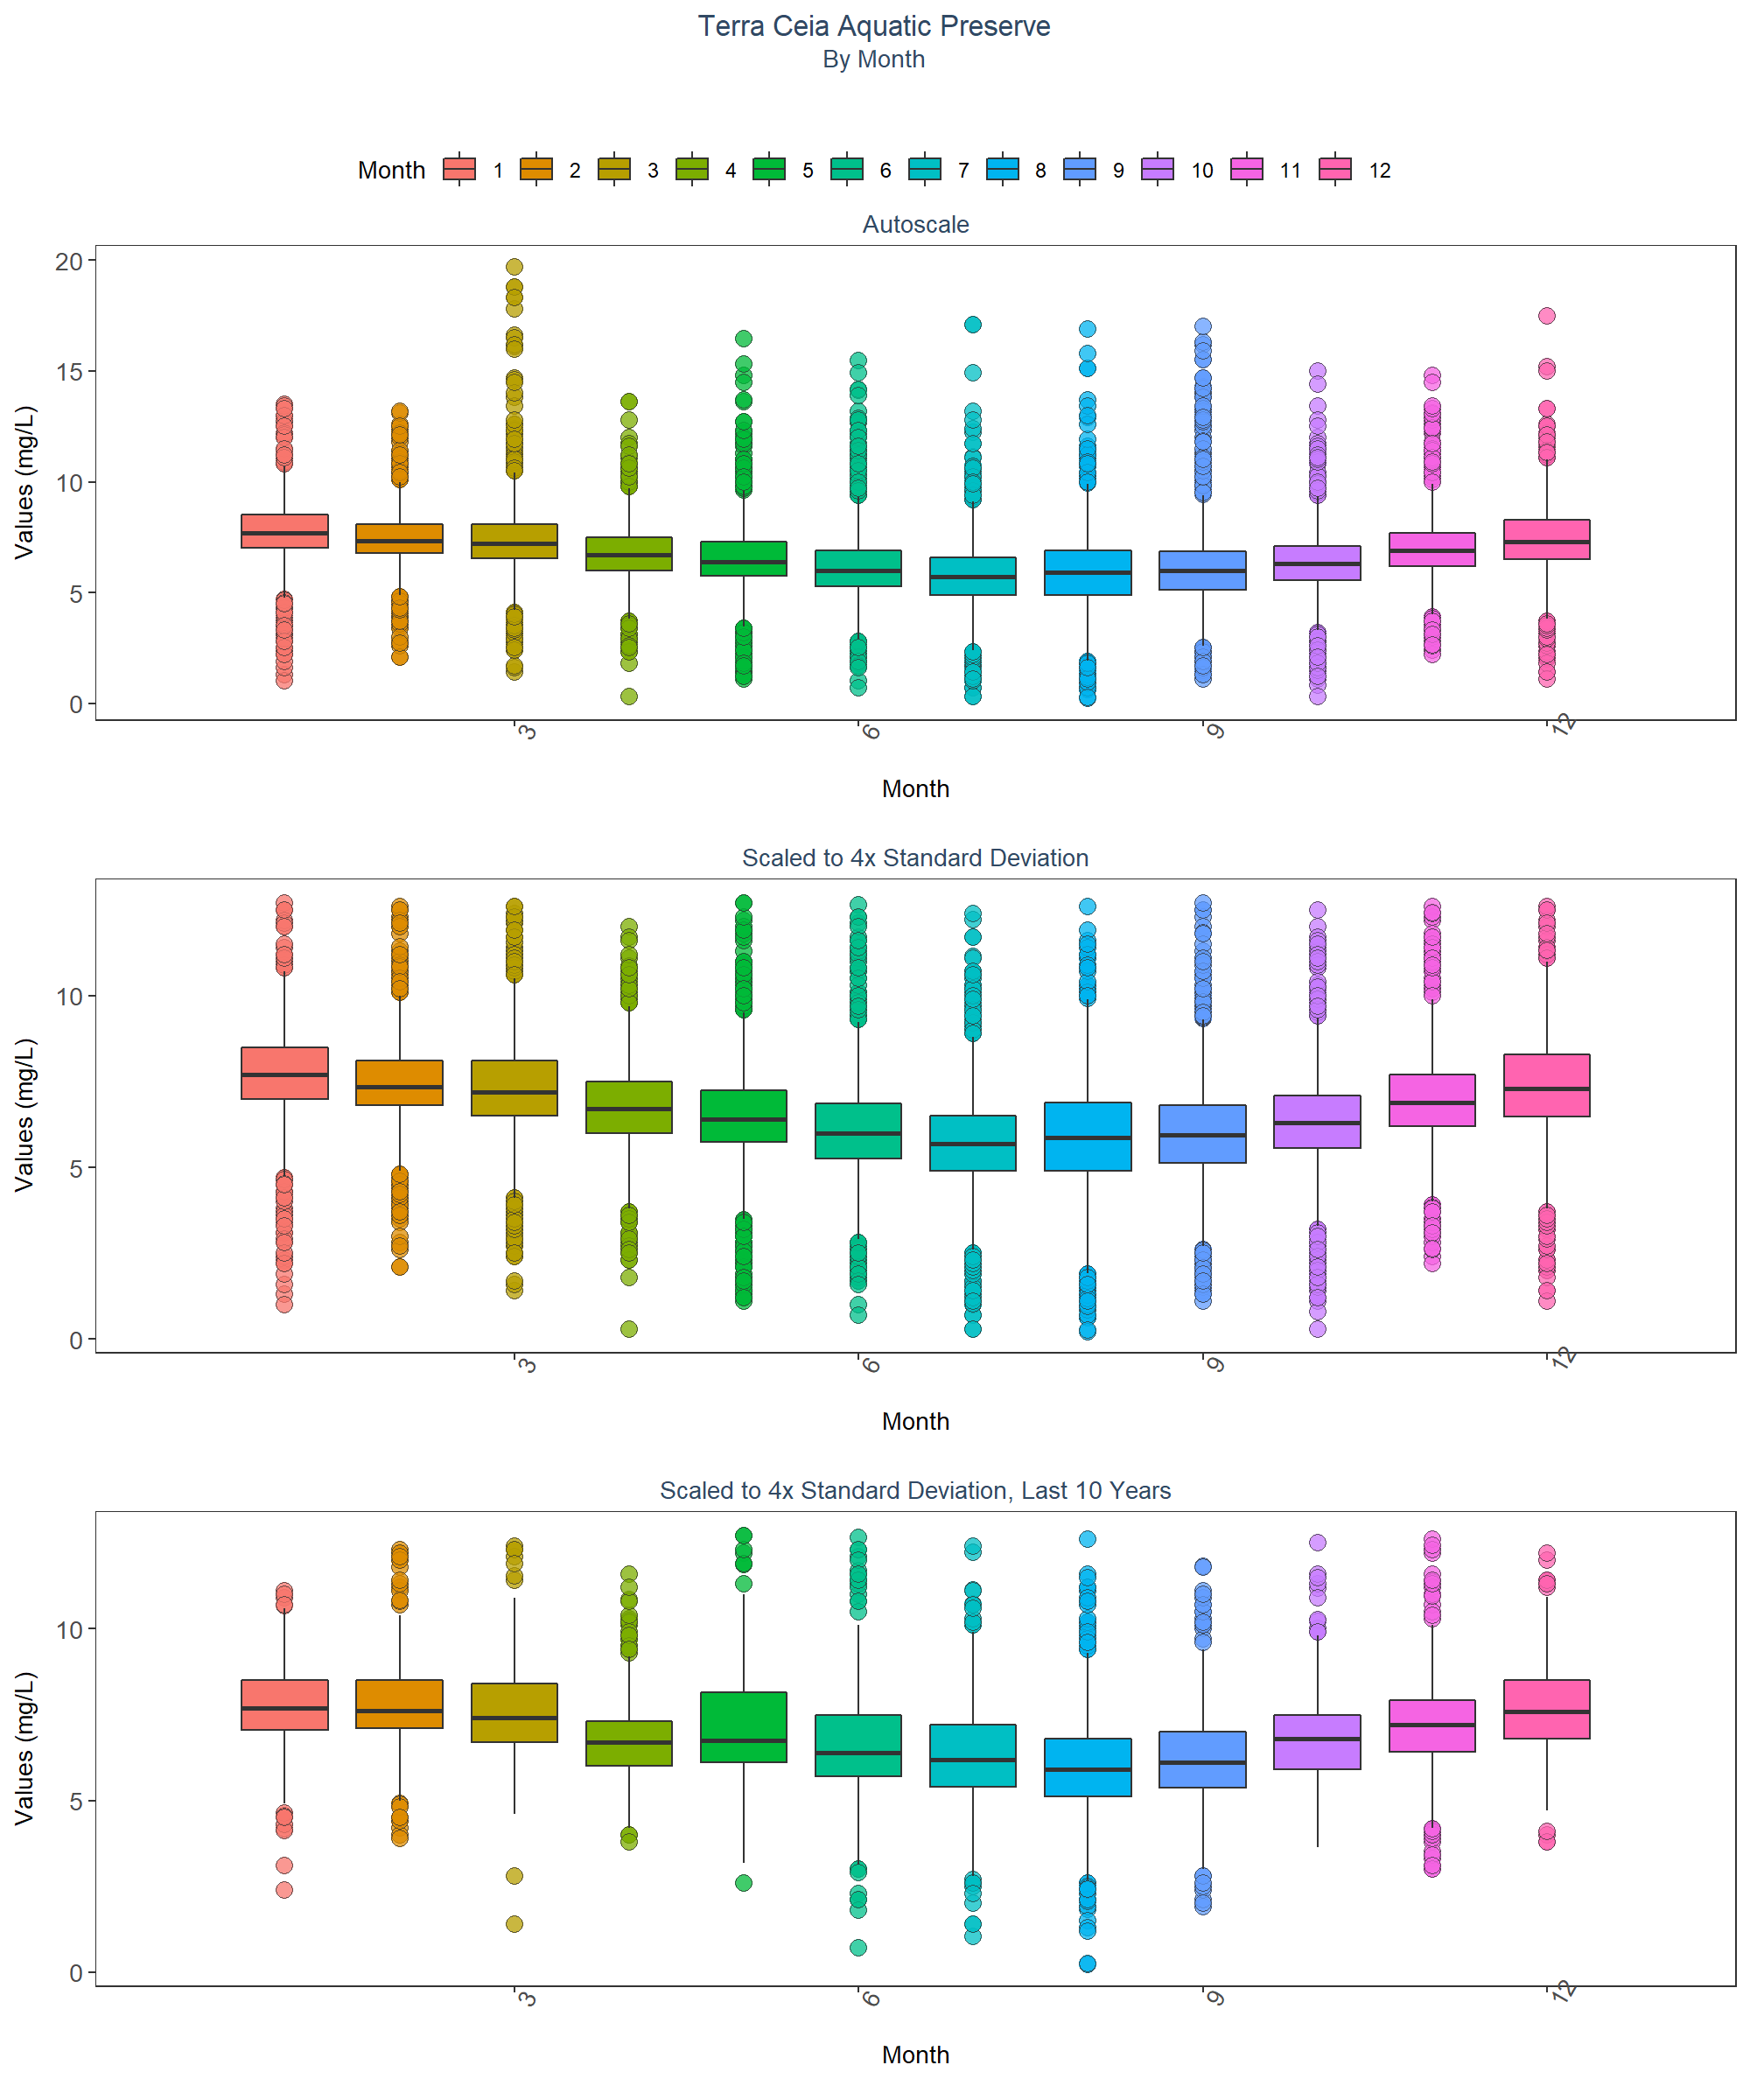 Terra Ceia Aquatic Preserve
By Month
Month 1 2 3 4 5 6 7 8 9 10 11 12
Autoscale
Values (mg/L)
20
15
10
5
0
3 6 9 12
Month
Scaled to 4x Standard Deviation
Values (mg/L)
10
5
0
3 6 9 12
Month
Scaled to 4x Standard Deviation, Last 10 Years
Values (mg/L)
10
5
0
3 6 9 12
Month